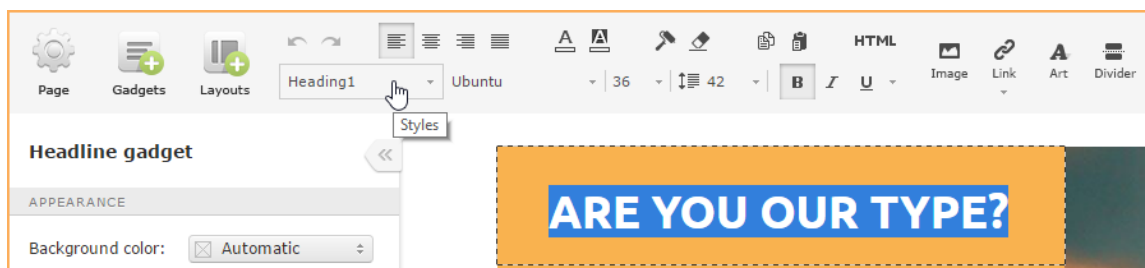 HTML
Page
Gadgets
Layouts
Heading1
Ubuntu
36
42
B I U
Image
Link
Art
Divider
Styles
Headline gadget
APPEARANCE
Background color:
Automatic
ARE YOU OUR TYPE?